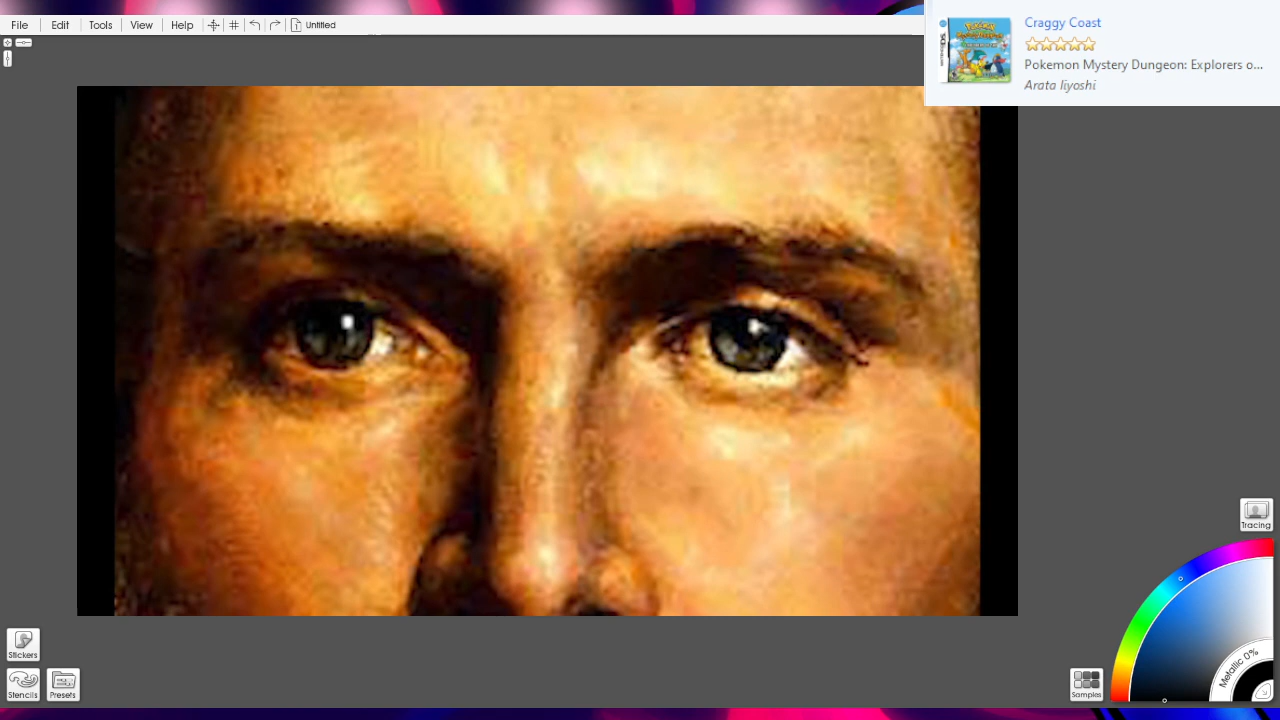 File Edit Tools View Help Untitled
Craggy Coast
Pokemon Mystery Dungeon: Explorers o...
Arata Iiyoshi
Tracing
Metallic 0%
Stickers
Stencils Presets
Samples